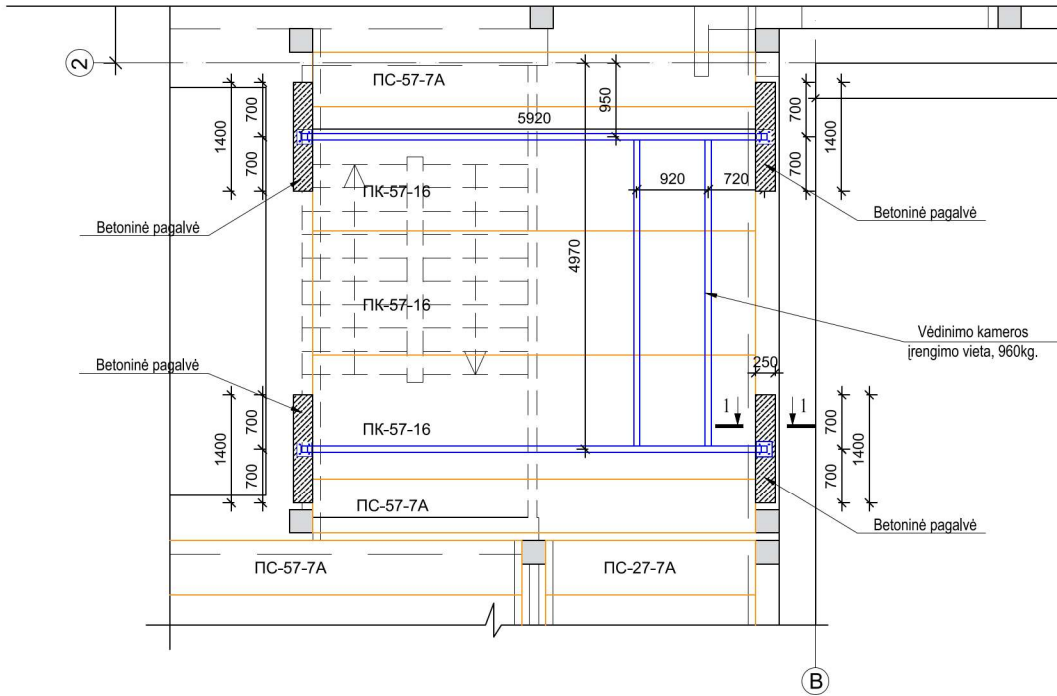 2
ПС-57-7А
950
700
700
1400
5920
700
700
1400
ПК-57-16
920
720
Betoninė pagalvė
Betoninė pagalvė
4970
ПК-57-16
Vėdinimo kameros
įrengimo vieta, 960kg.
Betoninė pagalvė
250
1
1
ПК-57-16
700
700
1400
700
700
1400
ПС-57-7А
Betoninė pagalvė
ПС-57-7А
ПС-27-7А
B